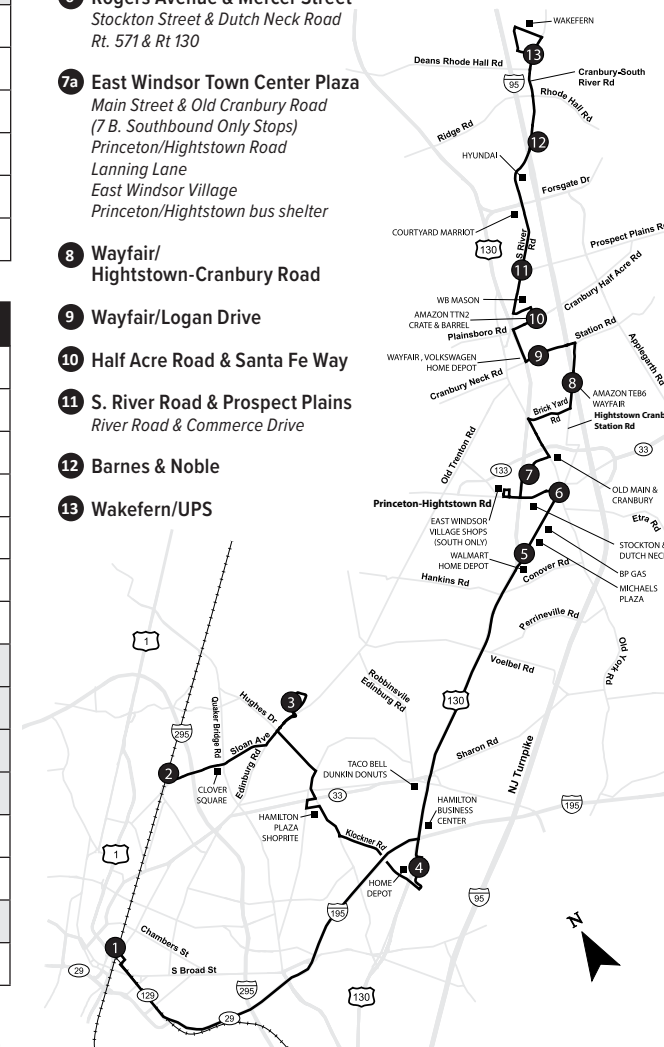 6 Rogers Avenue & Mercer Street
Stockton Street & Dutch Neck Road
Rt. 571 & Rt 130
7a East Windsor Town Center Plaza
Main Street & Old Cranbury Road
(7 B. Southbound Only Stops)
Princeton/Hightstown Road
Lanning Lane
East Windsor Village
Princeton/Hightstown bus shelter
8 Wayfair/
Hightstown-Cranbury Road
9 Wayfair/Logan Drive
10 Half Acre Road & Santa Fe Way
11 S. River Road & Prospect Plains
River Road & Commerce Drive
12 Barnes & Noble
13 Wakefern/UPS
WAKEFERN
13
Deans Rhode Hall Rd
95
Cranbury-South
River Rd
Rhode Hall Rd
Ridge Rd
12
HYUNDAI
Forsgate Dr
COURTYARD MARRIOT
130
S River
Rd
Prospect Plains R
11
Cranbury Half Acre Rd
WB MASON
AMAZON TTN2
CRATE & BARREL
10
Plainsboro Rd
Station Rd
Applegarth Rd
WAYFAIR , VOLKSWAGEN
HOME DEPOT
9
Cranbury Neck Rd
8
AMAZON TEB6
WAYFAIR
Brick Yard
Rd
Hightstown Cranb
Station Rd
Old Trenton Rd
33
133
7
OLD MAIN &
CRANBURY
6
Princeton-Hightstown Rd
EAST WINDSOR
VILLAGE SHOPS
(SOUTH ONLY)
Etra Rd
STOCKTON &
DUTCH NEC
WALMART
HOME DEPOT
5
BP GAS
Conover Rd
MICHAELS
PLAZA
Hankins Rd
Perrineville Rd
Old York Rd
Voelbel Rd
1
Robbinsvile
Edinburg Rd
130
Hughes Dr
3
Quaker Bridge Rd
295
Sloan Ave
Edinburg Rd
Sharon Rd
NJ Turnpike
2
CLOVER
SQUARE
TACO BELL
DUNKIN DONUTS
33
HAMILTON
PLAZA
SHOPRITE
HAMILTON
BUSINESS
CENTER
195
Klockner Rd
1
4
HOME
DEPOT
95
195
N
Chambers St
1
S Broad St
29
129
295
130
29